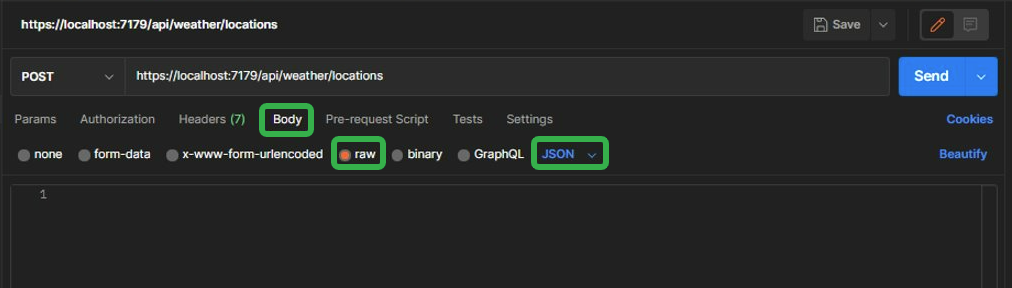 https://localhost:7179/api/weather/locations Save
POST https://localhost:7179/api/weather/locations Send
Params Authorization Headers (7) Body Pre-request Script Tests Settings Cookies
none form-data x-www-form-urlencoded raw binary GraphQL JSON Beautify
1